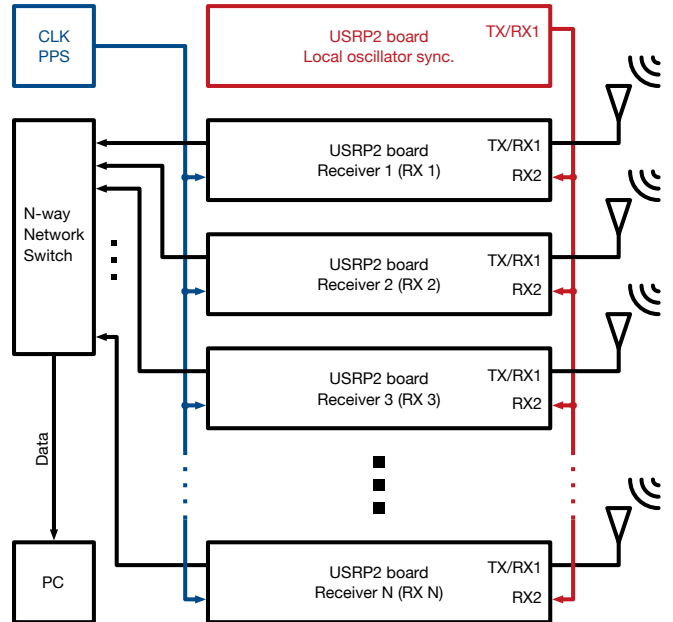 CLK
PPS
USRP2 board
Local oscillator sync.
TX/RX1
USRP2 board
Receiver 1 (RX 1)
TX/RX1
RX2
N-way
Network
Switch
USRP2 board
Receiver 2 (RX 2)
TX/RX1
RX2
USRP2 board
Receiver 3 (RX 3)
TX/RX1
RX2
Data
PC
USRP2 board
Receiver N (RX N)
TX/RX1
RX2